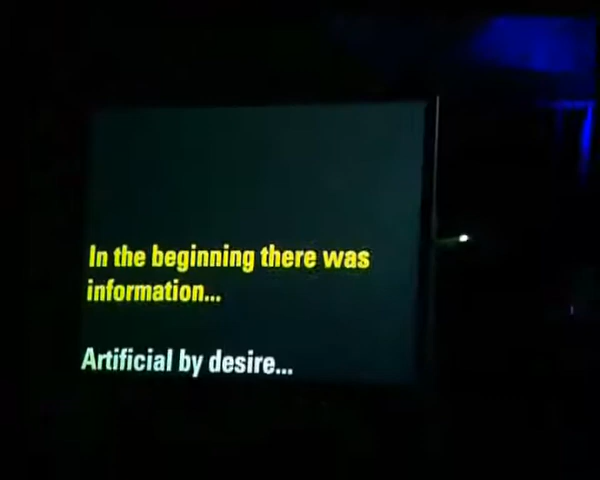 In the beginning there was
information...
Artificial by desire...